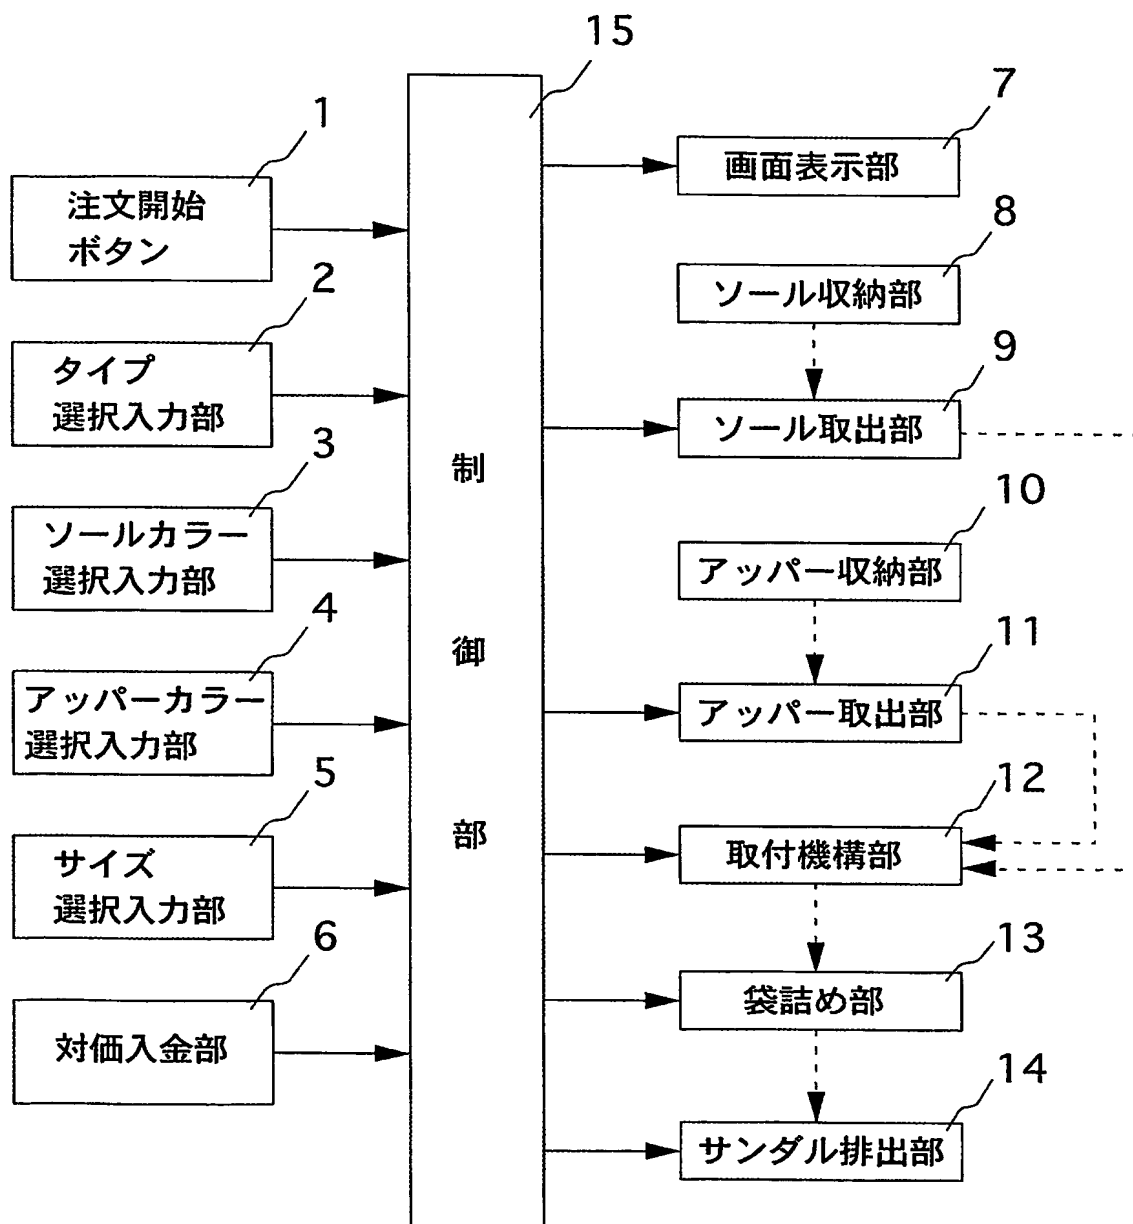 15
1
注文開始
ボタン
2
タイプ
選択入力部
3
ソールカラー
選択入力部
4
アッパーカラー
選択入力部
5
サイズ
選択入力部
6
対価入金部
制
御
部
7
画面表示部
8
ソール収納部
9
ソール取出部
10
アッパー収納部
11
アッパー取出部
12
取付機構部
13
袋詰め部
14
サンダル排出部